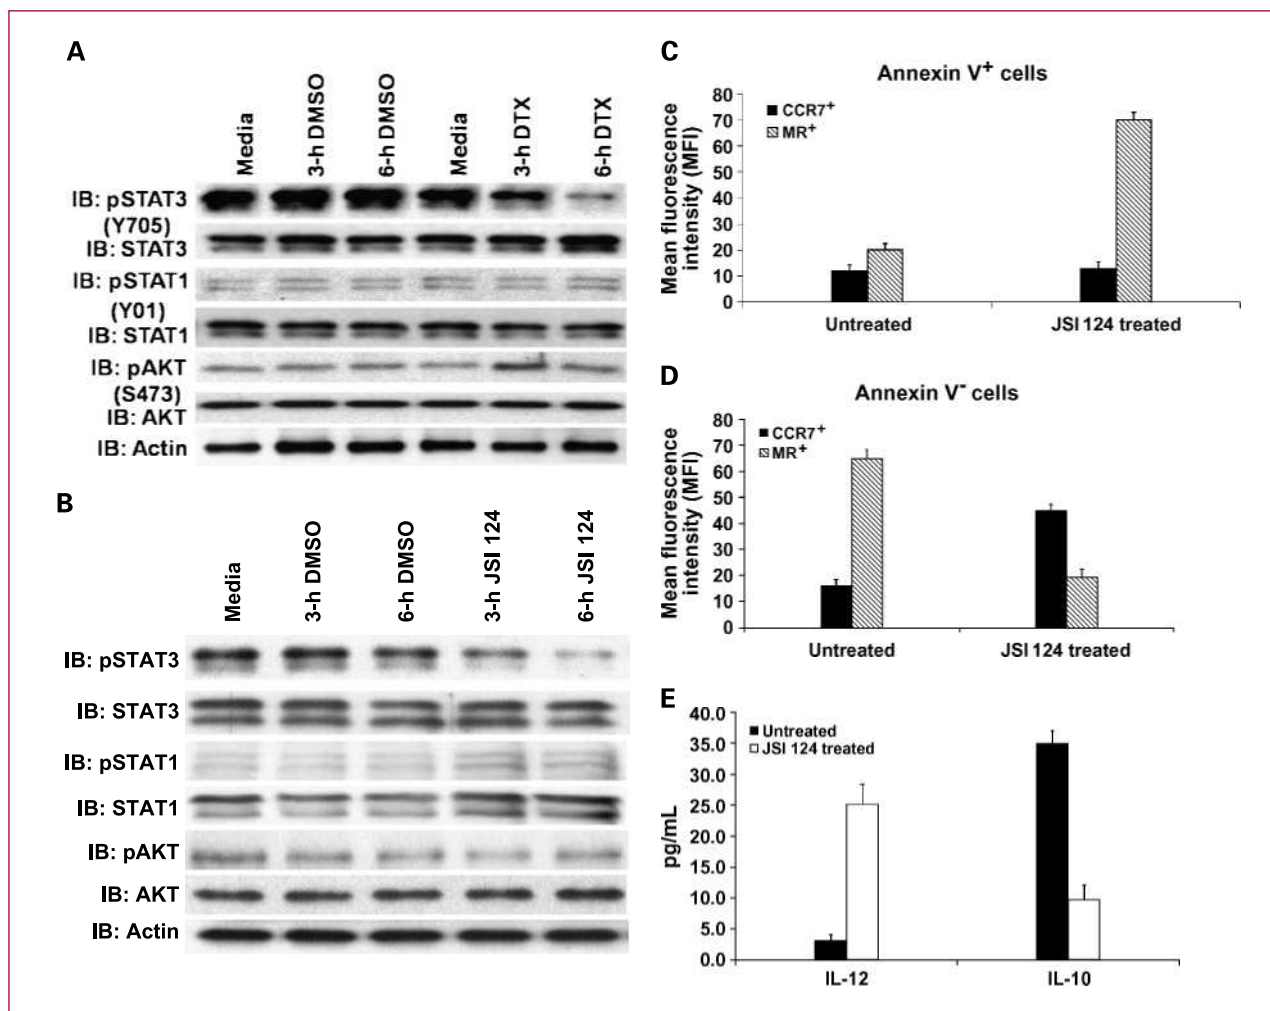 A
Media
3-h DMSO
6-h DMSO
Media
3-h DTX
6-h DTX
IB: pSTAT3
(Y705)
IB: STAT3
IB: pSTAT1
(Y01)
IB: STAT1
IB: pAKT
(S473)
IB: AKT
IB: Actin
B
Media
3-h DMSO
6-h DMSO
3-h JSI 124
6-h JSI 124
IB: pSTAT3
IB: STAT3
IB: pSTAT1
IB: STAT1
IB: pAKT
IB: AKT
IB: Actin
C
Annexin V+ cells
Mean fluorescence
intensity (MFI)
80
70
60
50
40
30
20
10
0
CCR7+
MR+
Untreated
JSI 124 treated
D
Annexin V- cells
Mean fluorescence
intensity (MFI)
80
70
60
50
40
30
20
10
0
CCR7+
MR+
Untreated
JSI 124 treated
E
pg/mL
40.0
35.0
30.0
25.0
20.0
15.0
10.0
5.0
0.0
Untreated
JSI 124 treated
IL-12
IL-10